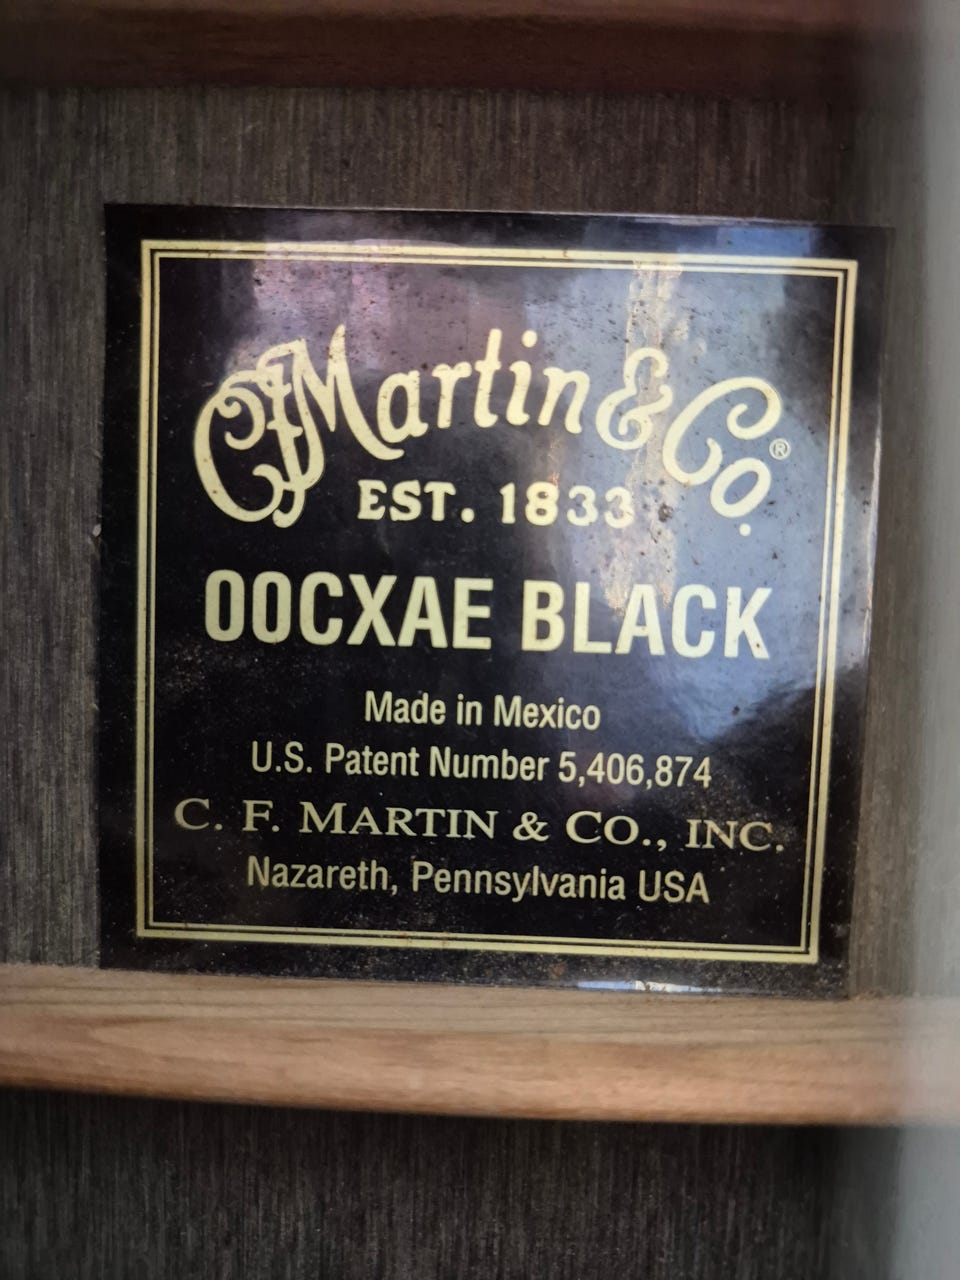 CFMartin & Co.®
EST. 1833
00CXAE BLACK
Made in Mexico
U.S. Patent Number 5,406,874
C. F. MARTIN & CO., INC.
Nazareth, Pennsylvania USA